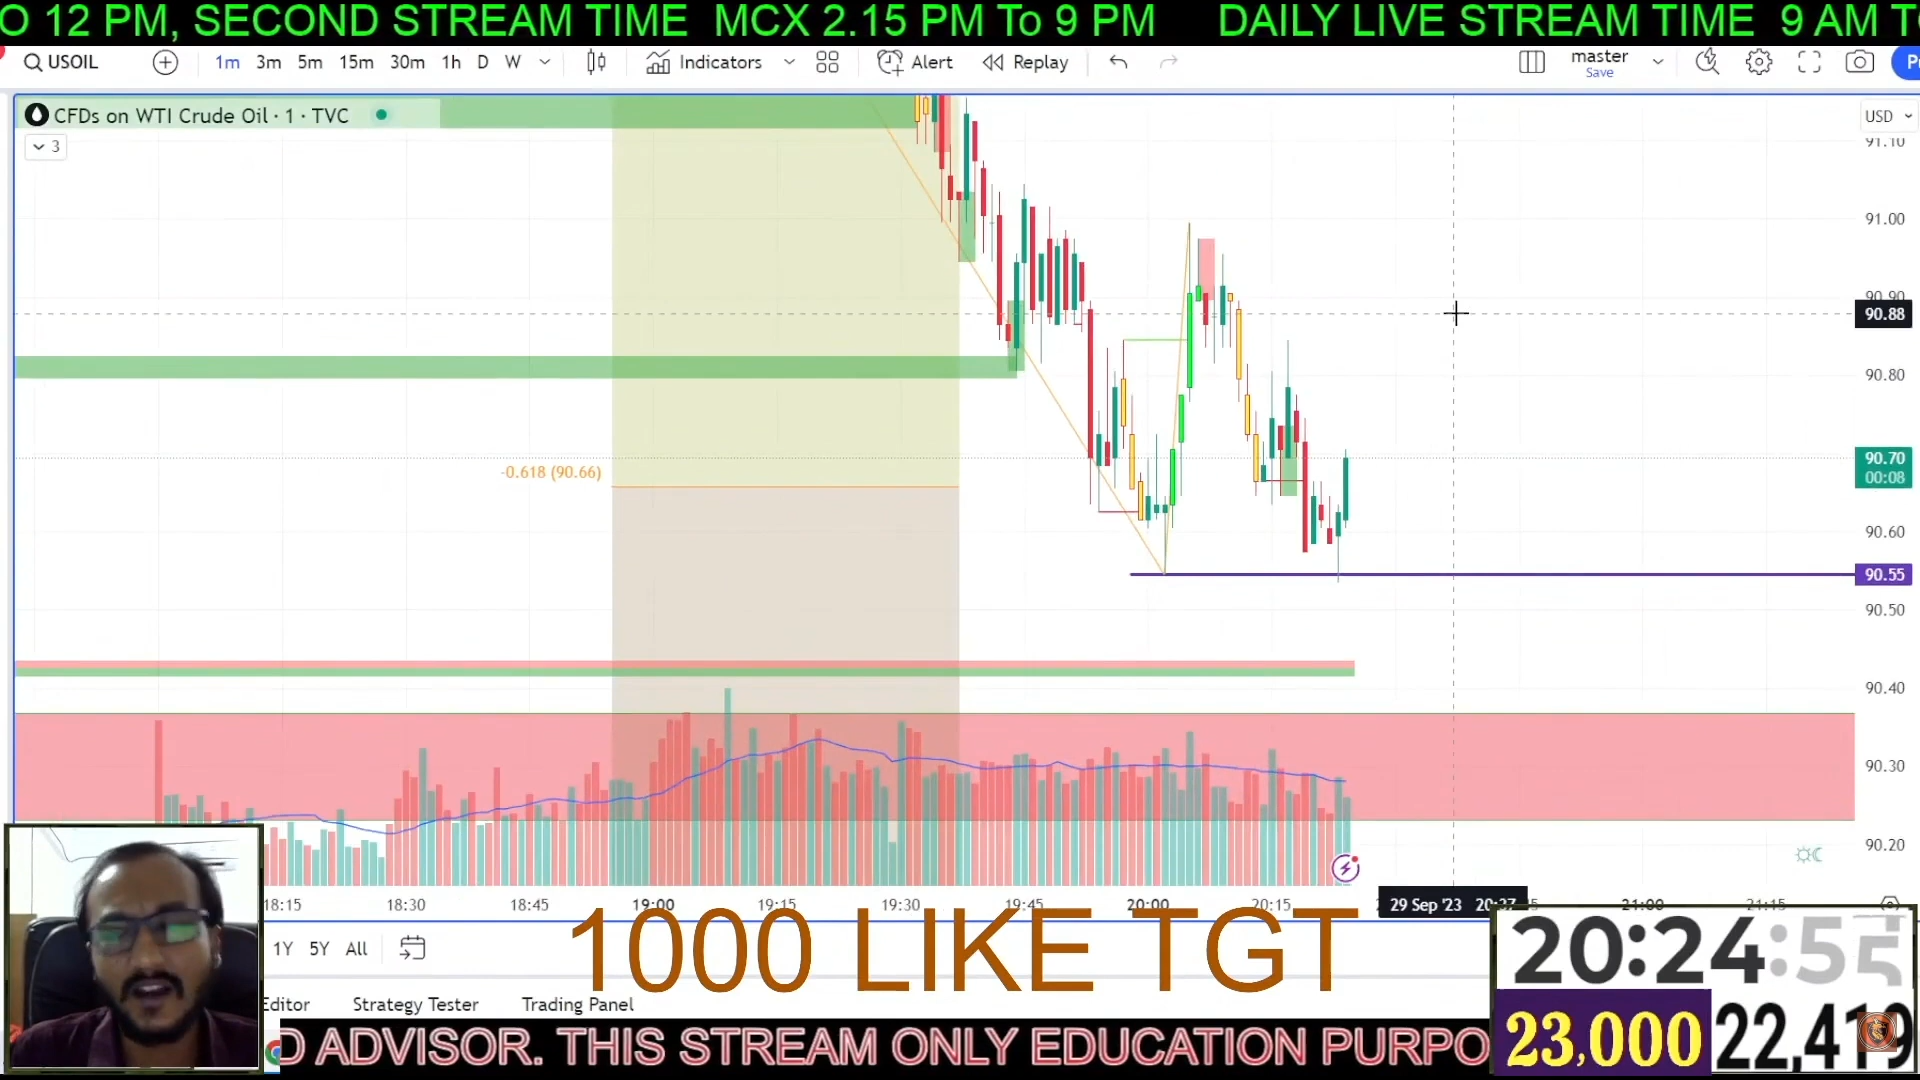 O 12 PM, SECOND STREAM TIME MCX 2.15 PM To 9 PM DAILY LIVE STREAM TIME 9 AM T
USOIL 1m 3m 5m 15m 30m 1h D W Indicators Alert Replay master
Save
CFDs on WTI Crude Oil · 1 · TVC
USD
3
91.10
91.00
90.90
90.88
90.80
90.70
00:08
-0.618 (90.66)
90.60
90.55
90.50
90.40
90.30
90.20
18:15 18:30 18:45 19:00 19:15 19:30 19:45 20:00 20:15 29 Sep '23 20:27 21:00 21:15
1Y 5Y All
1000 LIKE TGT
20:24:55
Editor Strategy Tester Trading Panel
D ADVISOR. THIS STREAM ONLY EDUCATION PURPO
23,000 22,419